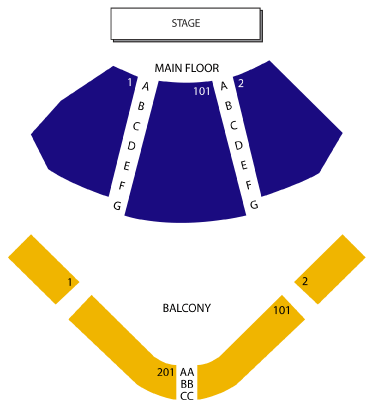 STAGE
MAIN FLOOR
1 A 101 A 2
B B
C C
D D
E E
F F
G G
1 2
BALCONY 101
201 AA
BB
CC